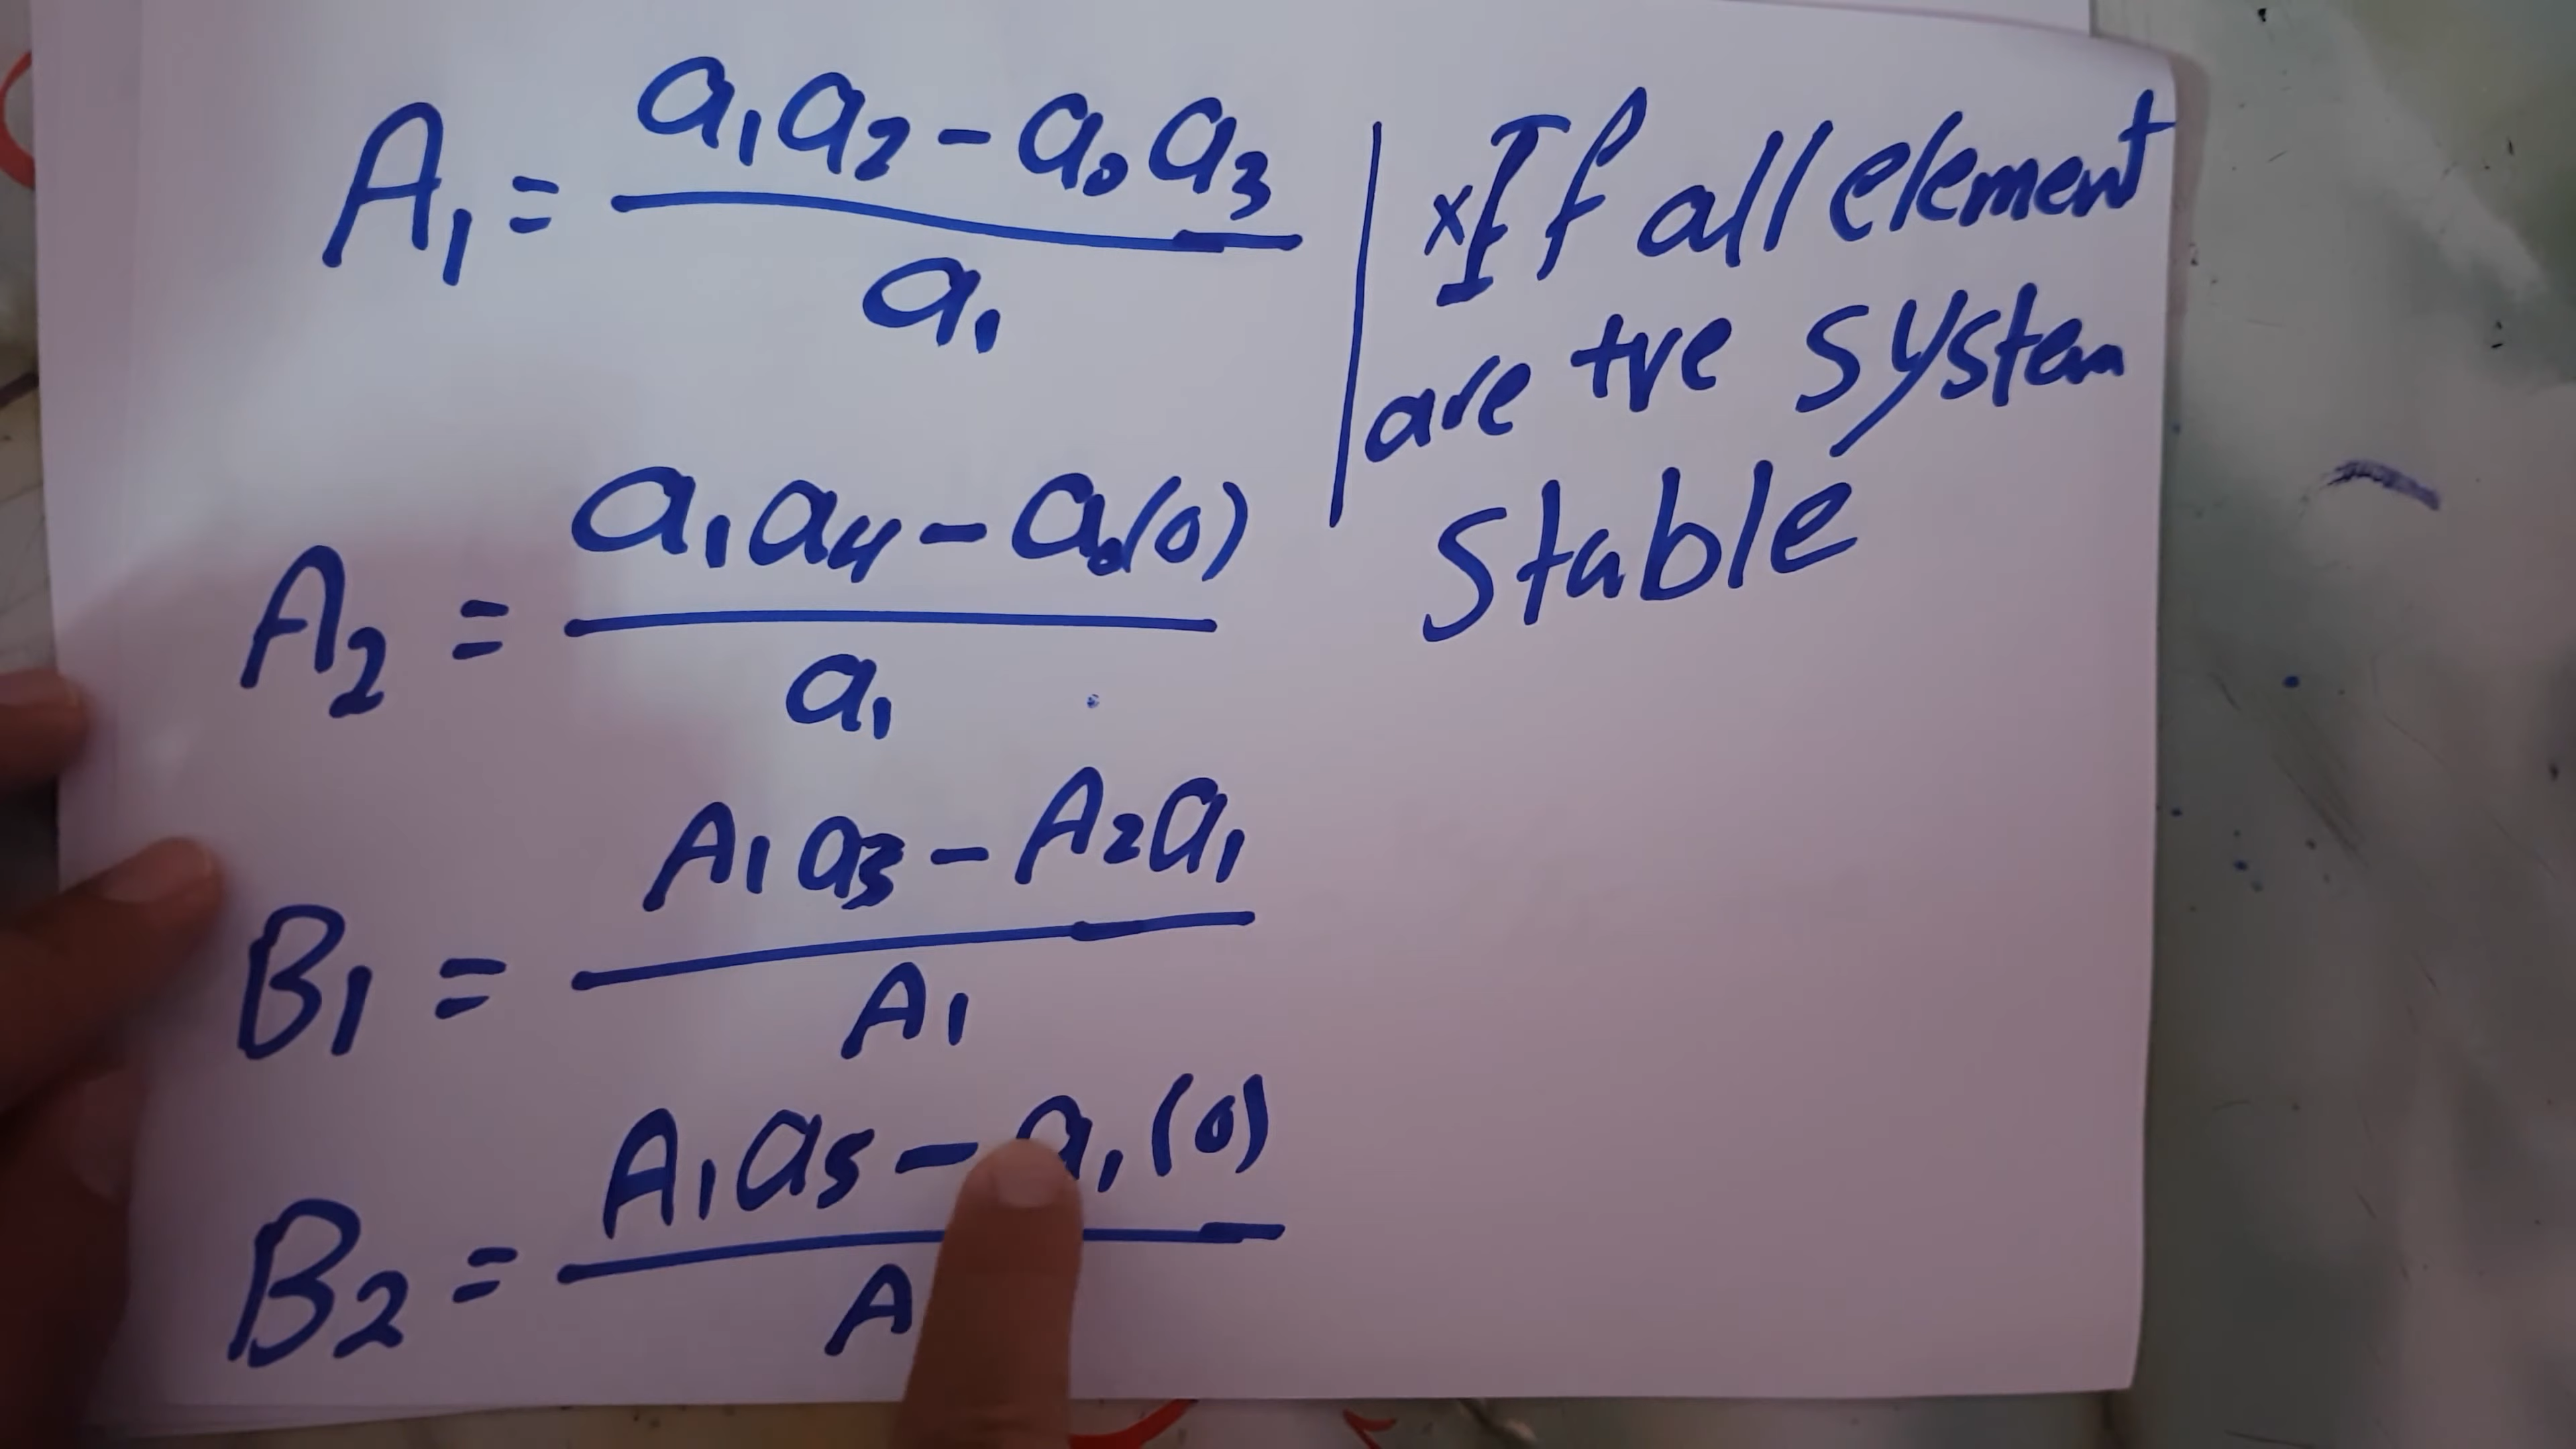 A₁ = (a₁a₂ - a₀a₃) / a₁
A₂ = (a₁a₄ - a₀(0)) / a₁
B₁ = (A₁a₃ - A₂a₁) / A₁
B₂ = (A₁a₅ - a₁(0)) / A
×If all element
are +ve system
stable